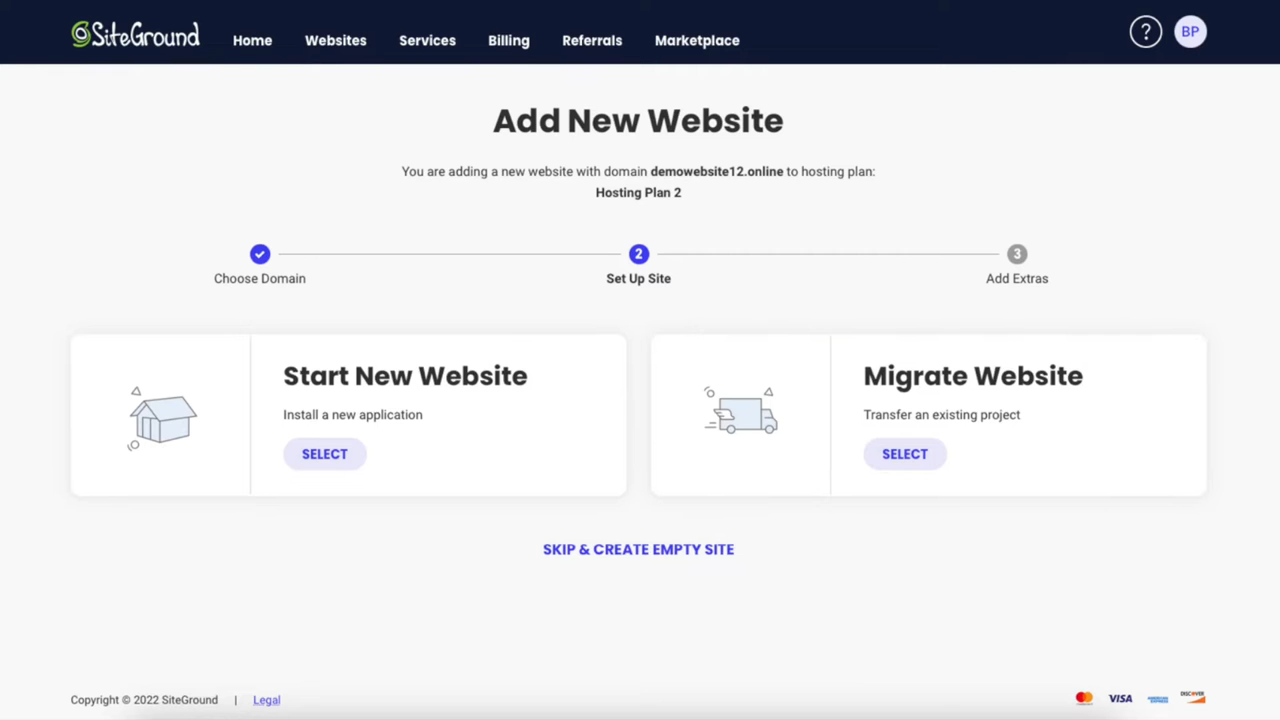 SiteGround Home Websites Services Billing Referrals Marketplace ? BP
Add New Website
You are adding a new website with domain demowebsite12.online to hosting plan:
Hosting Plan 2
2 3
Choose Domain Set Up Site Add Extras
Start New Website
Install a new application
SELECT
Migrate Website
Transfer an existing project
SELECT
SKIP & CREATE EMPTY SITE
Copyright © 2022 SiteGround | Legal
VISA
DISCOVER